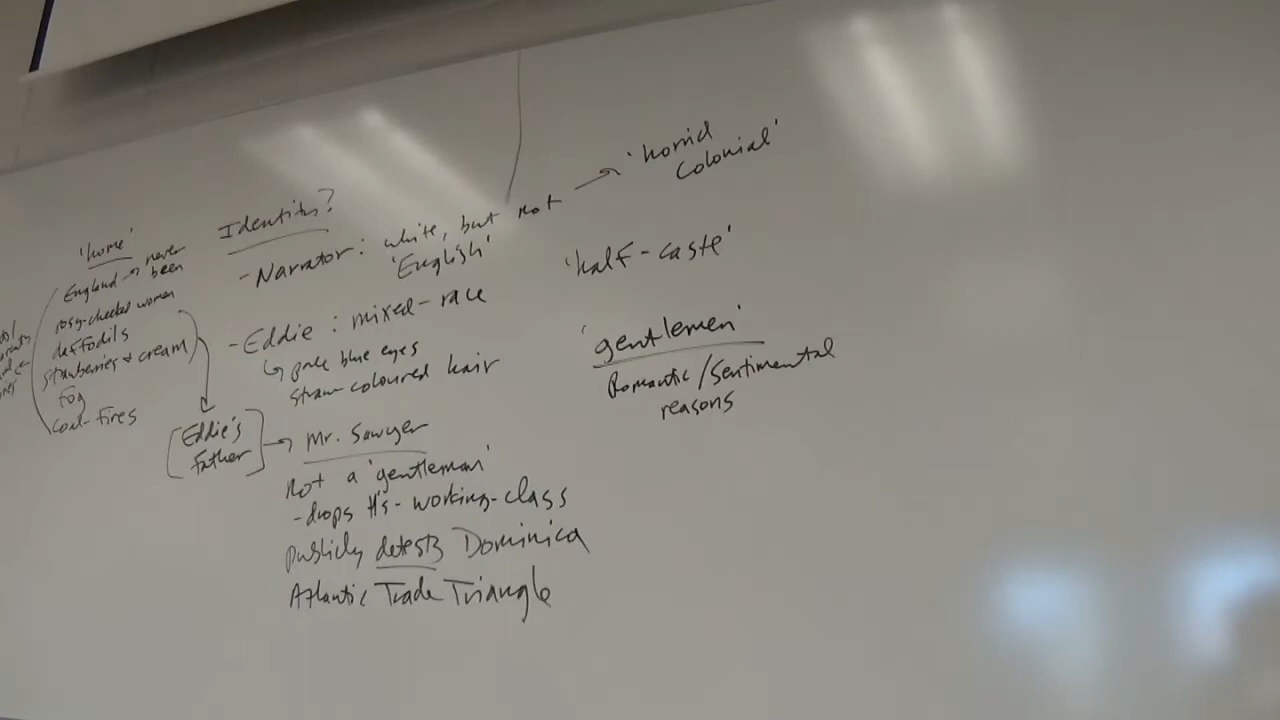 'home'
England → never been
rosy-cheeked women
daffodils
strawberries & cream
fog
coal-fires
Identity?
- Narrator: white, but not 'English'
→ 'horrid colonial'
- Eddie: mixed-race
↳ pale blue eyes
straw-coloured hair
'half-caste'
'gentlemen'
Romantic/Sentimental
reasons
[Eddie's Father] → Mr. Sawyer
not a 'gentleman'
- drops H's - working-class
publicly detests Dominica
Atlantic Trade Triangle